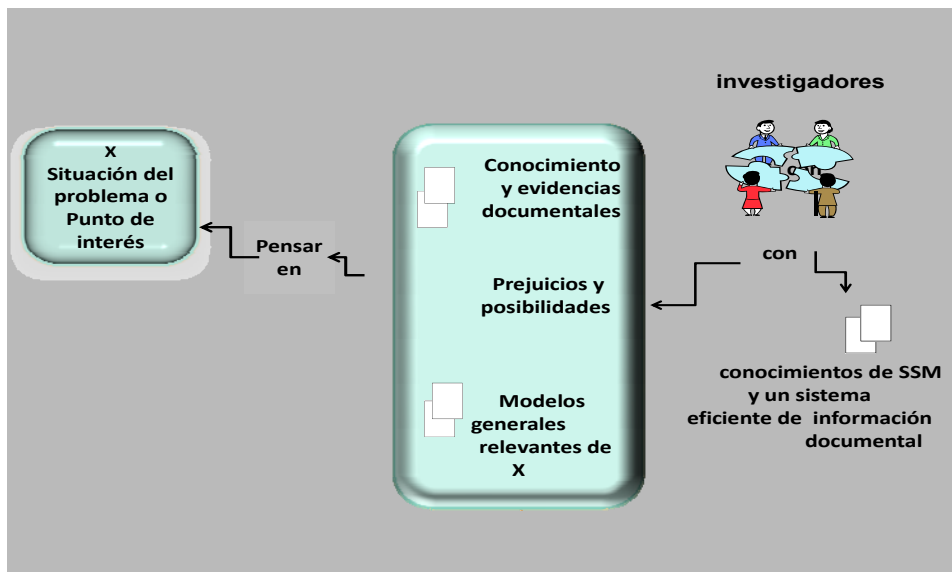 investigadores
X
Situación del
problema o
Punto de
interés
Pensar
en
Conocimiento
y evidencias
documentales
Prejuicios y
posibilidades
Modelos
generales
relevantes de
X
con
conocimientos de SSM
y un sistema
eficiente de información
documental